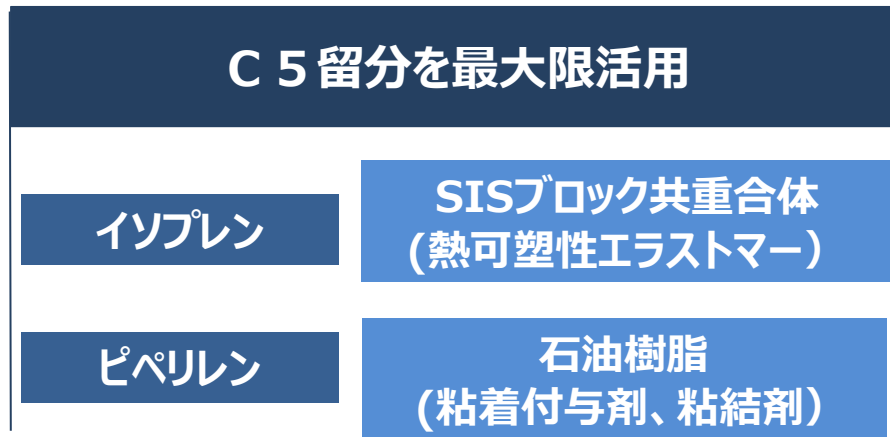 C 5留分を最大限活用
イソプレン
SISブロック共重合体
(熱可塑性エラストマー）
ピペリレン
石油樹脂
(粘着付与剤、粘結剤）